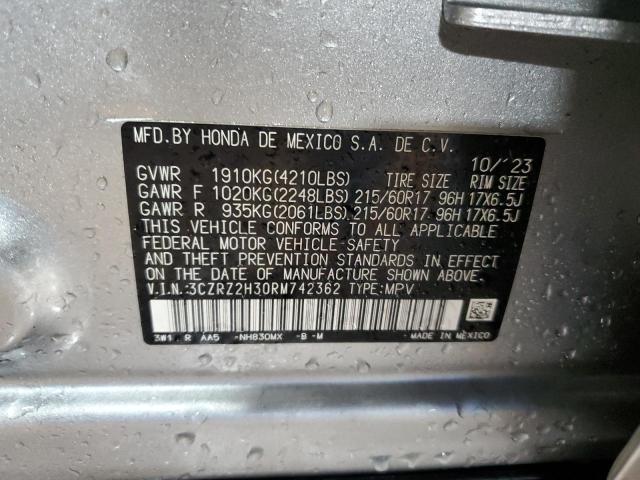 MFD.BY HONDA DE MEXICO S.A. DE C.V.
10/'23
GVWR 1910KG(4210LBS) TIRE SIZE RIM SIZE
GAWR F 1020KG(2248LBS) 215/60R17 96H 17X6.5J
GAWR R 935KG(2061LBS) 215/60R17 96H 17X6.5J
THIS VEHICLE CONFORMS TO ALL APPLICABLE
FEDERAL MOTOR VEHICLE SAFETY
AND THEFT PREVENTION STANDARDS IN EFFECT
ON THE DATE OF MANUFACTURE SHOWN ABOVE.
V.I.N.:3CZRZ2H30RM742362 TYPE:MPV
3W1 R AA5 -NH830MX -B -M MADE IN MEXICO